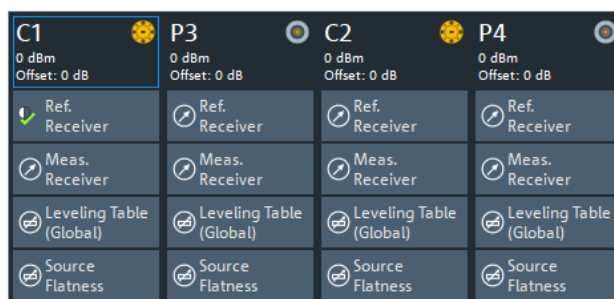 C1
0 dBm
Offset: 0 dB
Ref.
Receiver
Meas.
Receiver
Leveling Table
(Global)
Source
Flatness
P3
0 dBm
Offset: 0 dB
Ref.
Receiver
Meas.
Receiver
Leveling Table
(Global)
Source
Flatness
C2
0 dBm
Offset: 0 dB
Ref.
Receiver
Meas.
Receiver
Leveling Table
(Global)
Source
Flatness
P4
0 dBm
Offset: 0 dB
Ref.
Receiver
Meas.
Receiver
Leveling Table
(Global)
Source
Flatness